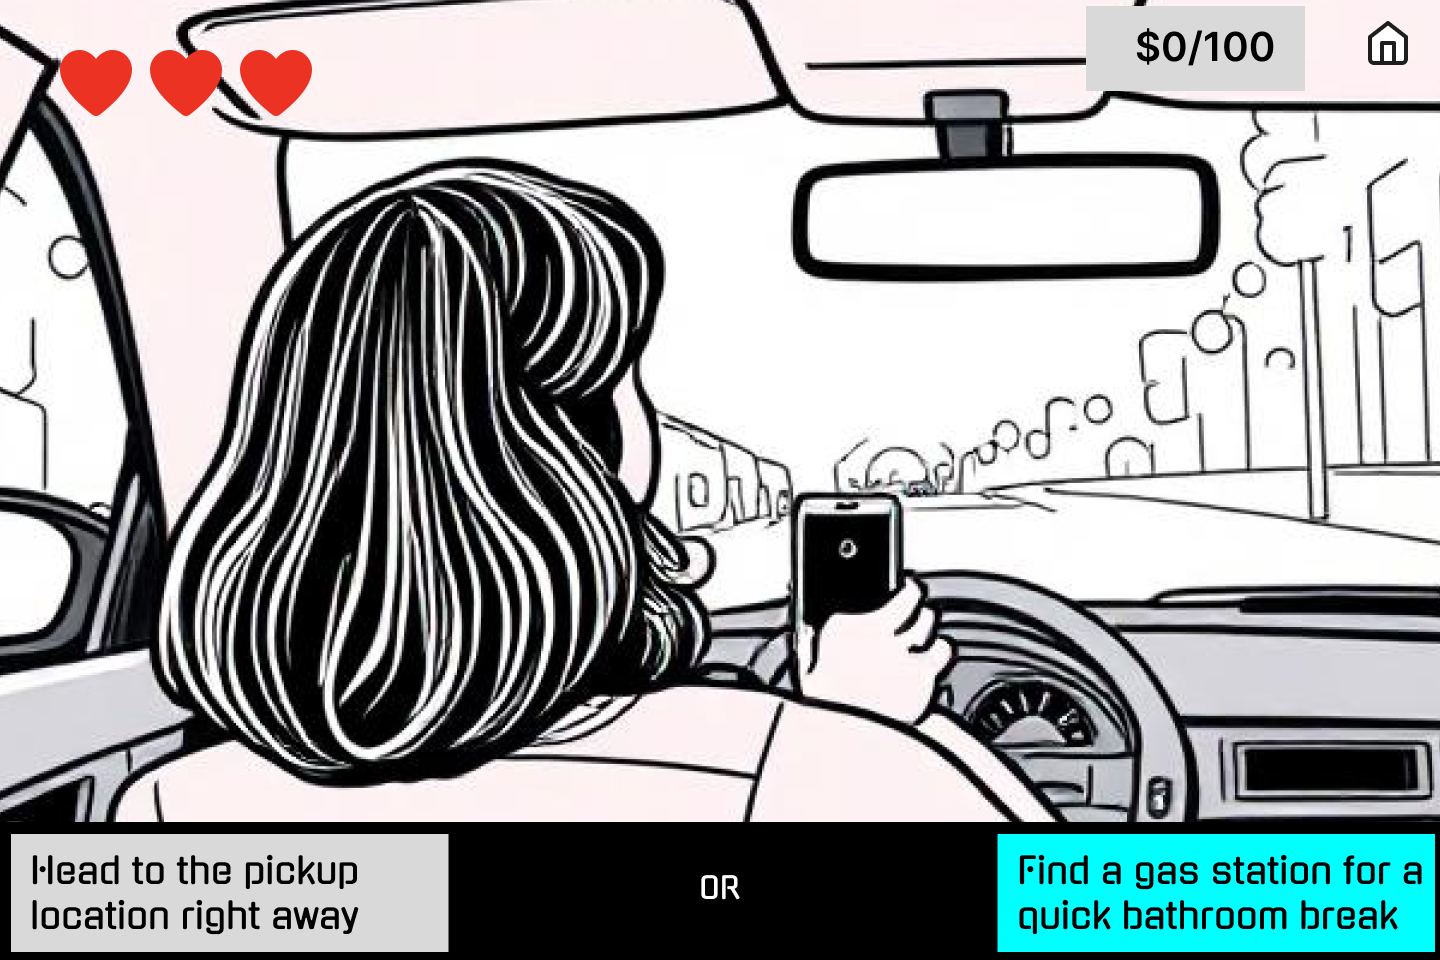 $0/100
Head to the pickup
location right away
OR
Find a gas station for a
quick bathroom break